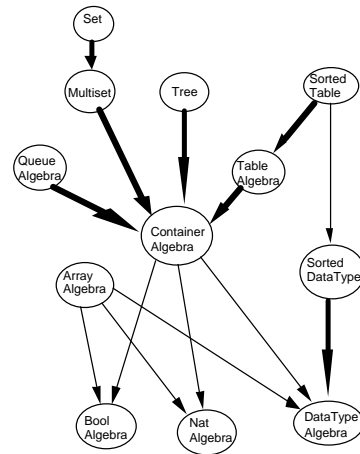 Set
Multiset
Tree
Sorted
Table
Queue
Algebra
Table
Algebra
Container
Algebra
Array
Algebra
Sorted
DataType
Bool
Algebra
Nat
Algebra
DataType
Algebra